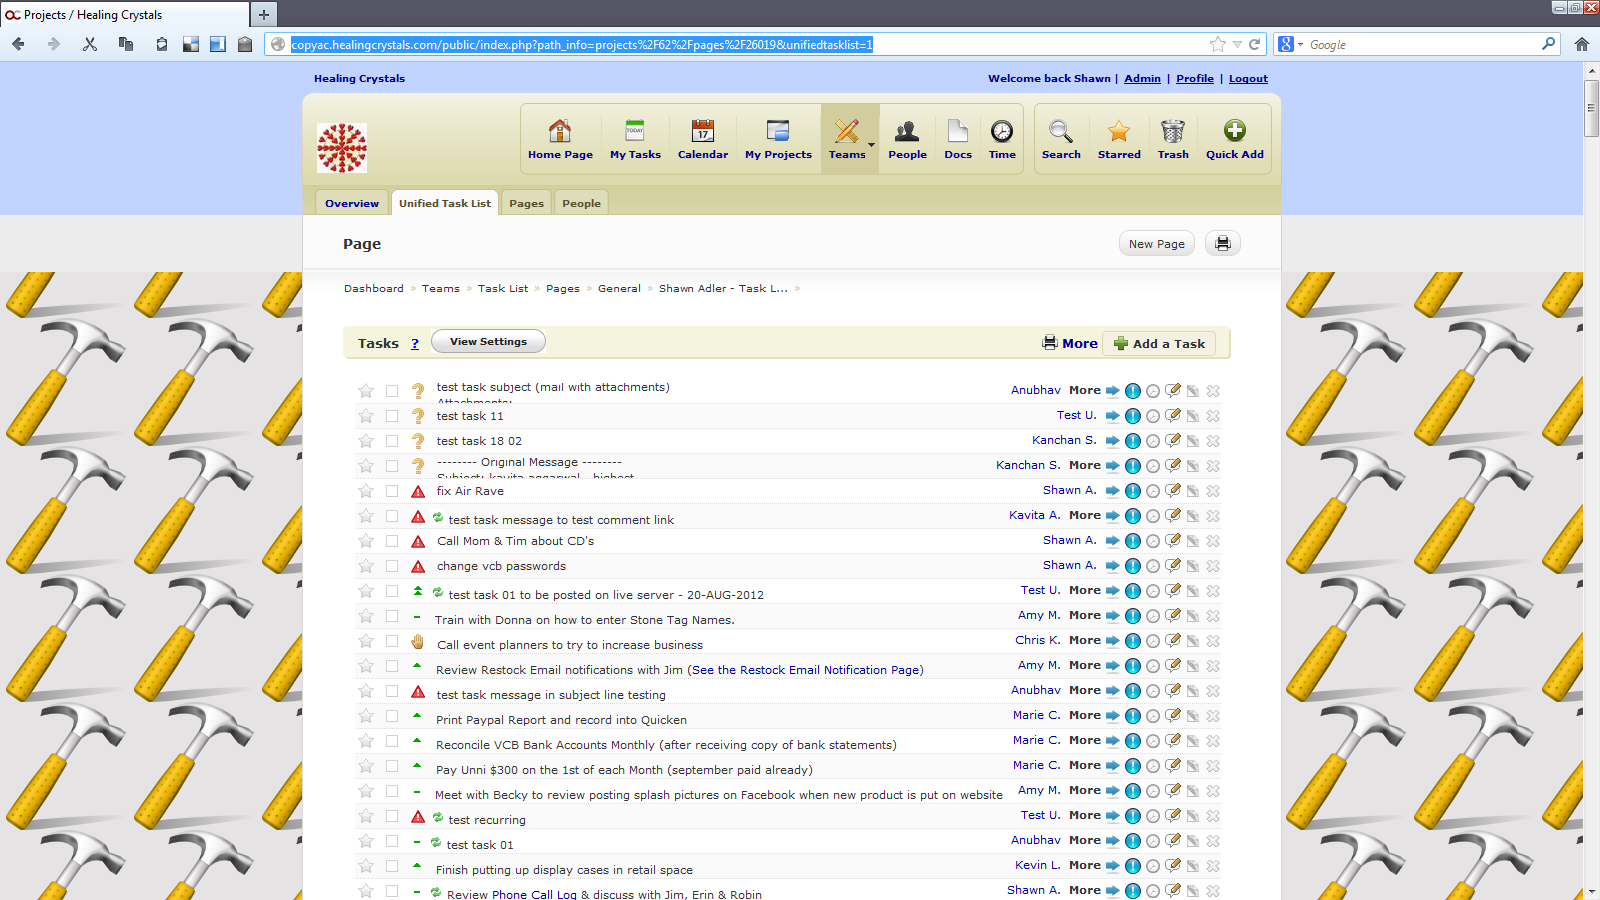 Projects / Healing Crystals
copyac.healingcrystals.com/public/index.php?path_info=projects%2F62%2Fpages%2F26019&unifiedtasklist=1
Google
Healing Crystals
Welcome back Shawn | Admin | Profile | Logout
TODAY
17
Home Page My Tasks Calendar My Projects Teams People Docs Time Search Starred Trash Quick Add
Overview Unified Task List Pages People
Page
New Page
Dashboard » Teams » Task List » Pages » General » Shawn Adler - Task L... »
Tasks ? View Settings More Add a Task
test task subject (mail with attachments) Anubhav More
Attachments:
test task 11 Test U.
test task 18 02 Kanchan S.
-------- Original Message -------- Kanchan S. More
Subject: kavita aggarwal - highest
fix Air Rave Shawn A.
test task message to test comment link Kavita A. More
Call Mom & Tim about CD's Shawn A.
change vcb passwords Shawn A.
test task 01 to be posted on live server - 20-AUG-2012 Test U. More
Train with Donna on how to enter Stone Tag Names. Amy M. More
Call event planners to try to increase business Chris K. More
Review Restock Email notifications with Jim (See the Restock Email Notification Page) Amy M. More
test task message in subject line testing Anubhav More
Print Paypal Report and record into Quicken Marie C. More
Reconcile VCB Bank Accounts Monthly (after receiving copy of bank statements) Marie C. More
Pay Unni $300 on the 1st of each Month (september paid already) Marie C. More
Meet with Becky to review posting splash pictures on Facebook when new product is put on website Amy M. More
test recurring Test U. More
test task 01 Anubhav More
Finish putting up display cases in retail space Kevin L. More
Review Phone Call Log & discuss with Jim, Erin & Robin Shawn A. More